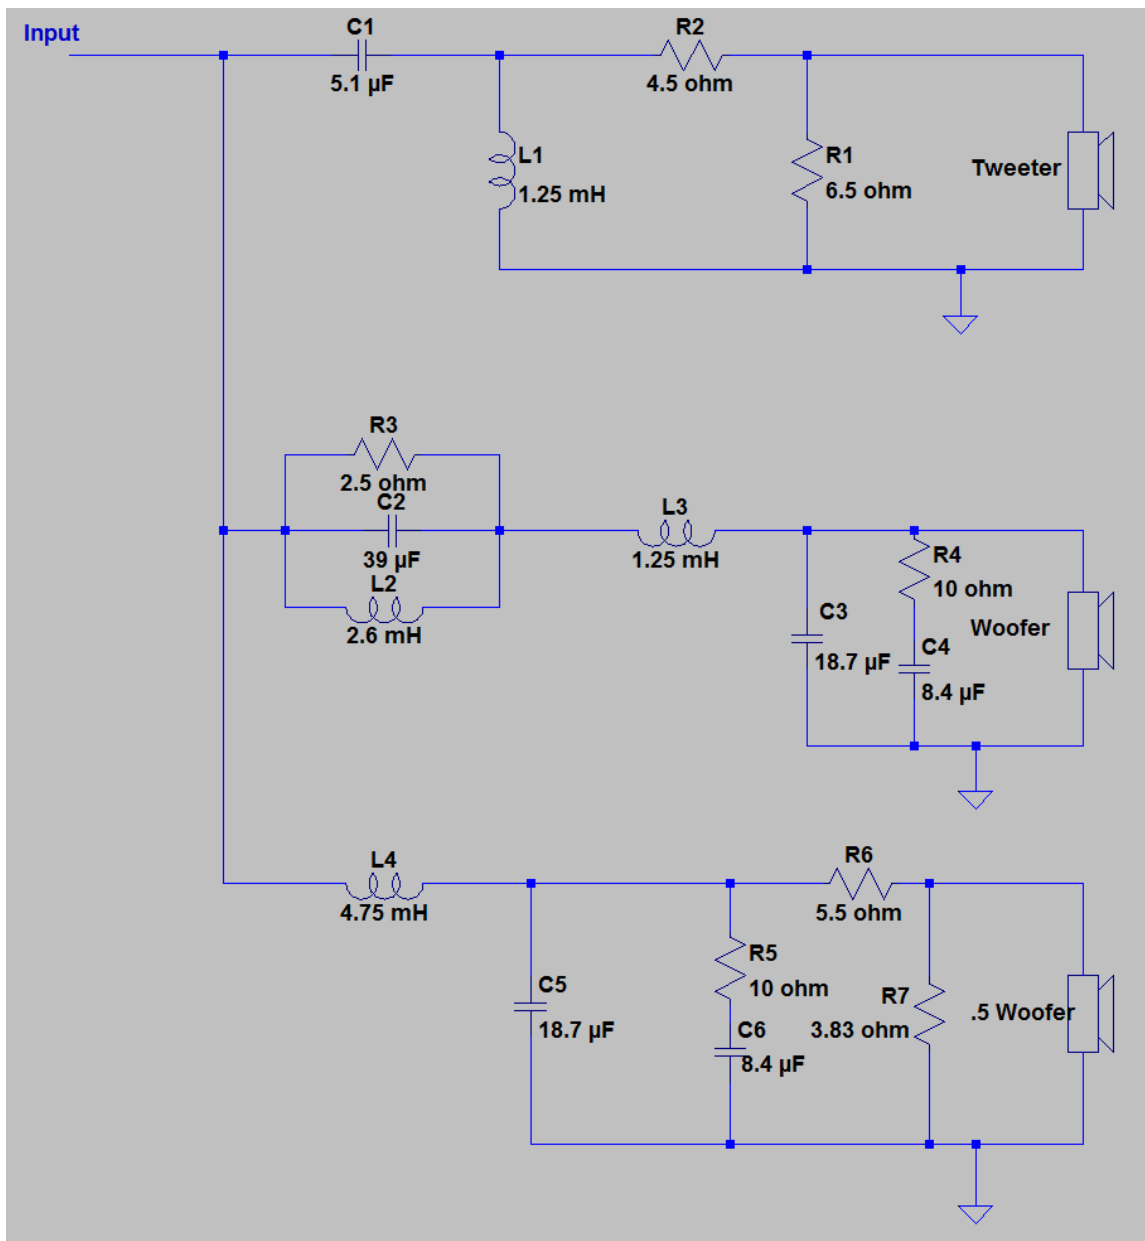 Input
C1
5.1 µF
R2
4.5 ohm
L1
1.25 mH
R1
6.5 ohm
Tweeter
R3
2.5 ohm
C2
39 µF
L2
2.6 mH
L3
1.25 mH
C3
18.7 µF
R4
10 ohm
C4
8.4 µF
Woofer
L4
4.75 mH
C5
18.7 µF
R5
10 ohm
C6
8.4 µF
R6
5.5 ohm
R7
3.83 ohm
.5 Woofer